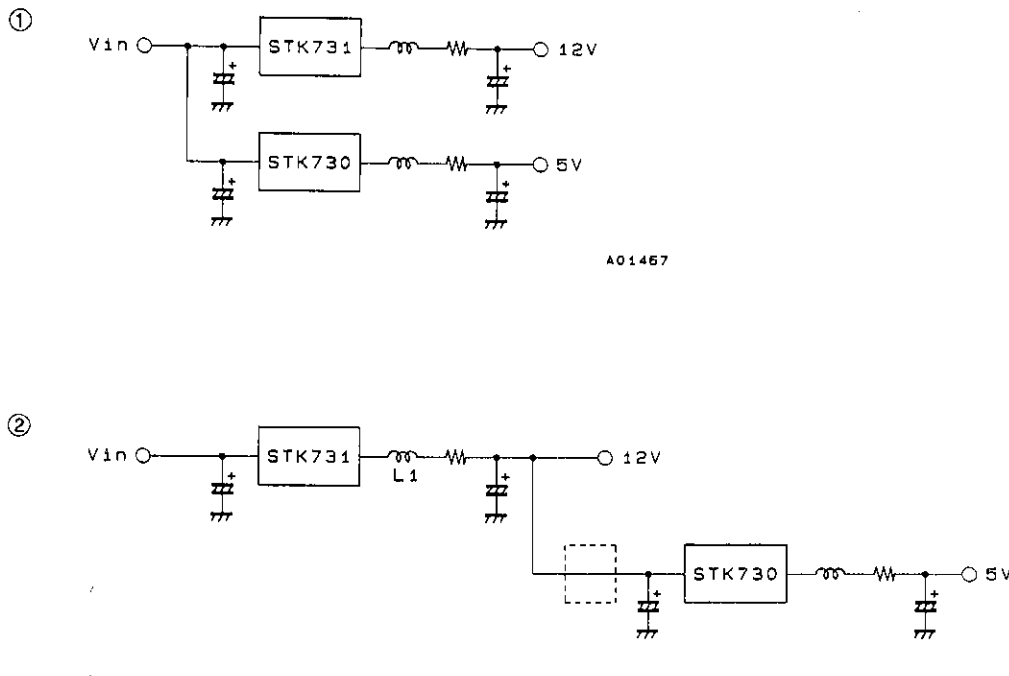 ①
Vin STK731 12V
+ +
STK730 5V
+ +
A01467
②
Vin STK731 12V
L1
+ +
STK730 5V
+ +